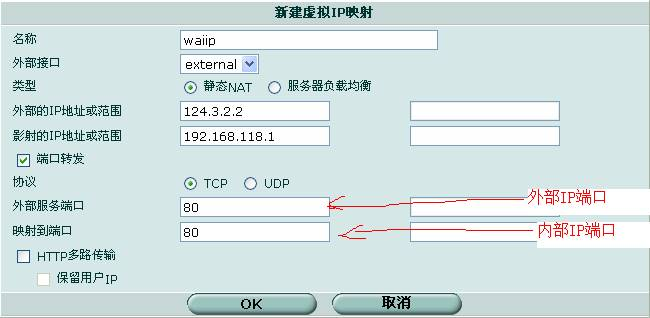 新建虚拟IP映射
名称 waiip
外部接口 external
类型 静态NAT 服务器负载均衡
外部的IP地址或范围 124.3.2.2
影射的IP地址或范围 192.168.118.1
端口转发
协议 TCP UDP
外部服务端口 80 外部IP端口
映射到端口 80 内部IP端口
HTTP多路传输
保留用户IP
OK 取消